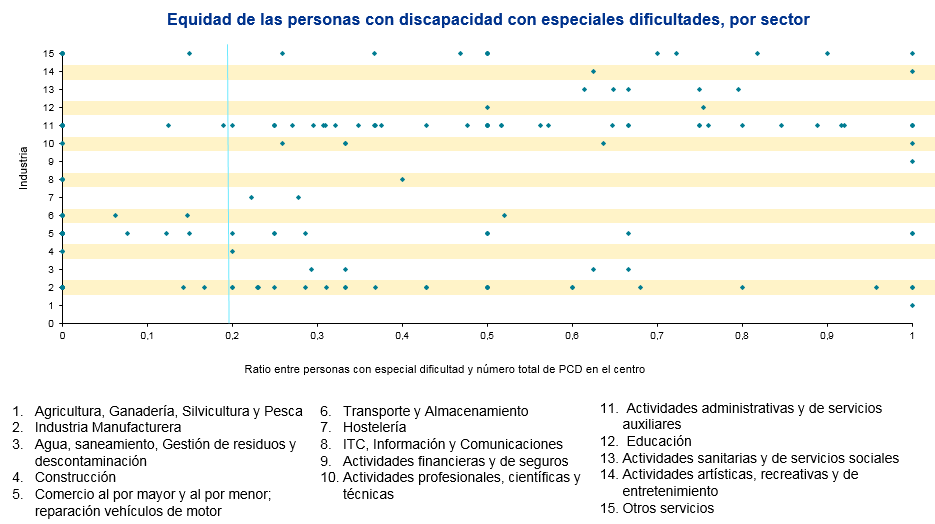 Equidad de las personas con discapacidad con especiales dificultades, por sector
Industria
15
14
13
12
11
10
9
8
7
6
5
4
3
2
1
0
0 0,1 0,2 0,3 0,4 0,5 0,6 0,7 0,8 0,9 1
Ratio entre personas con especial dificultad y número total de PCD en el centro
1. Agricultura, Ganadería, Silvicultura y Pesca
2. Industria Manufacturera
3. Agua, saneamiento, Gestión de residuos y
descontaminación
4. Construcción
5. Comercio al por mayor y al por menor;
reparación vehículos de motor
6. Transporte y Almacenamiento
7. Hostelería
8. ITC, Información y Comunicaciones
9. Actividades financieras y de seguros
10. Actividades profesionales, científicas y
técnicas
11. Actividades administrativas y de servicios
auxiliares
12. Educación
13. Actividades sanitarias y de servicios sociales
14. Actividades artísticas, recreativas y de
entretenimiento
15. Otros servicios